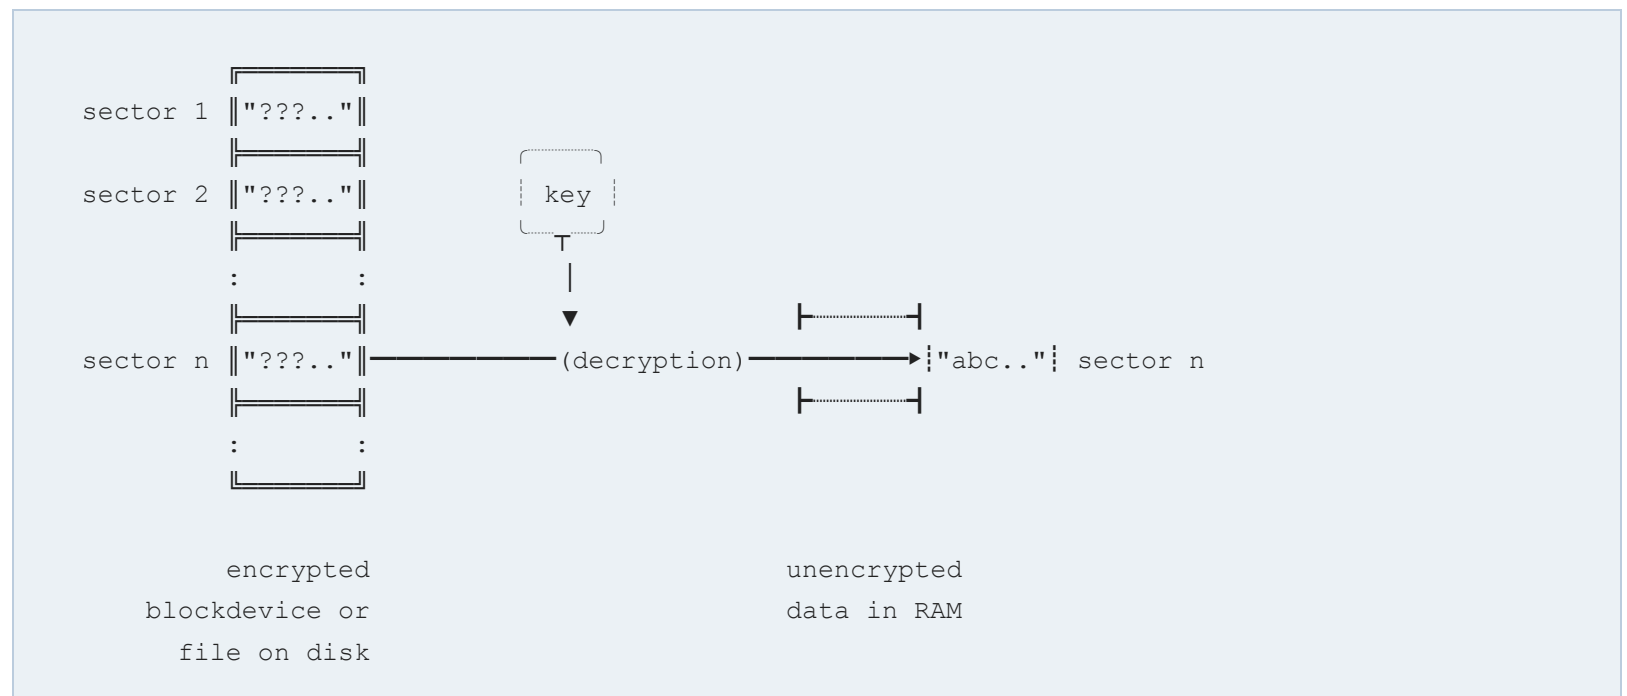 sector 1 "???.."
sector 2 "???.."
key
: :
sector n "???.." (decryption) "abc.." sector n
: :
encrypted unencrypted
blockdevice or data in RAM
file on disk